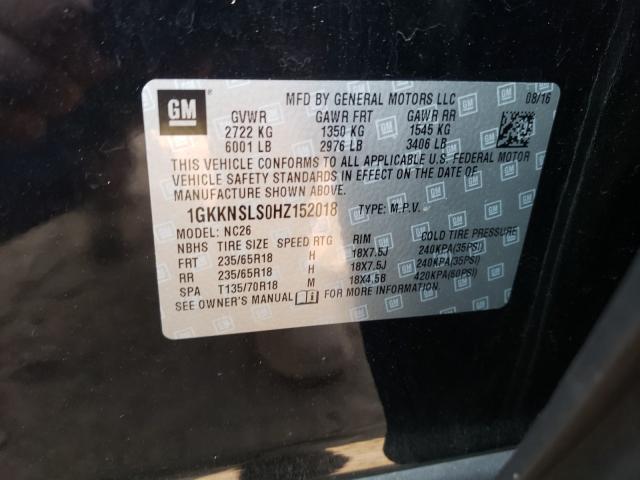 GM
MFD BY GENERAL MOTORS LLC 08/16
GVWR GAWR FRT GAWR RR
2722 KG 1350 KG 1545 KG
6001 LB 2976 LB 3406 LB
THIS VEHICLE CONFORMS TO ALL APPLICABLE U.S. FEDERAL MOTOR
VEHICLE SAFETY STANDARDS IN EFFECT ON THE DATE OF
MANUFACTURE SHOWN ABOVE.
1GKKNSLS0HZ152018 TYPE: M.P.V.
MODEL: NC26
NBHS TIRE SIZE SPEED RTG RIM COLD TIRE PRESSURE
FRT 235/65R18 H 18X7.5J 240KPA(35PSI)
RR 235/65R18 H 18X7.5J 240KPA(35PSI)
SPA T135/70R18 M 18X4.5B 420KPA(60PSI)
SEE OWNER'S MANUAL FOR MORE INFORMATION.